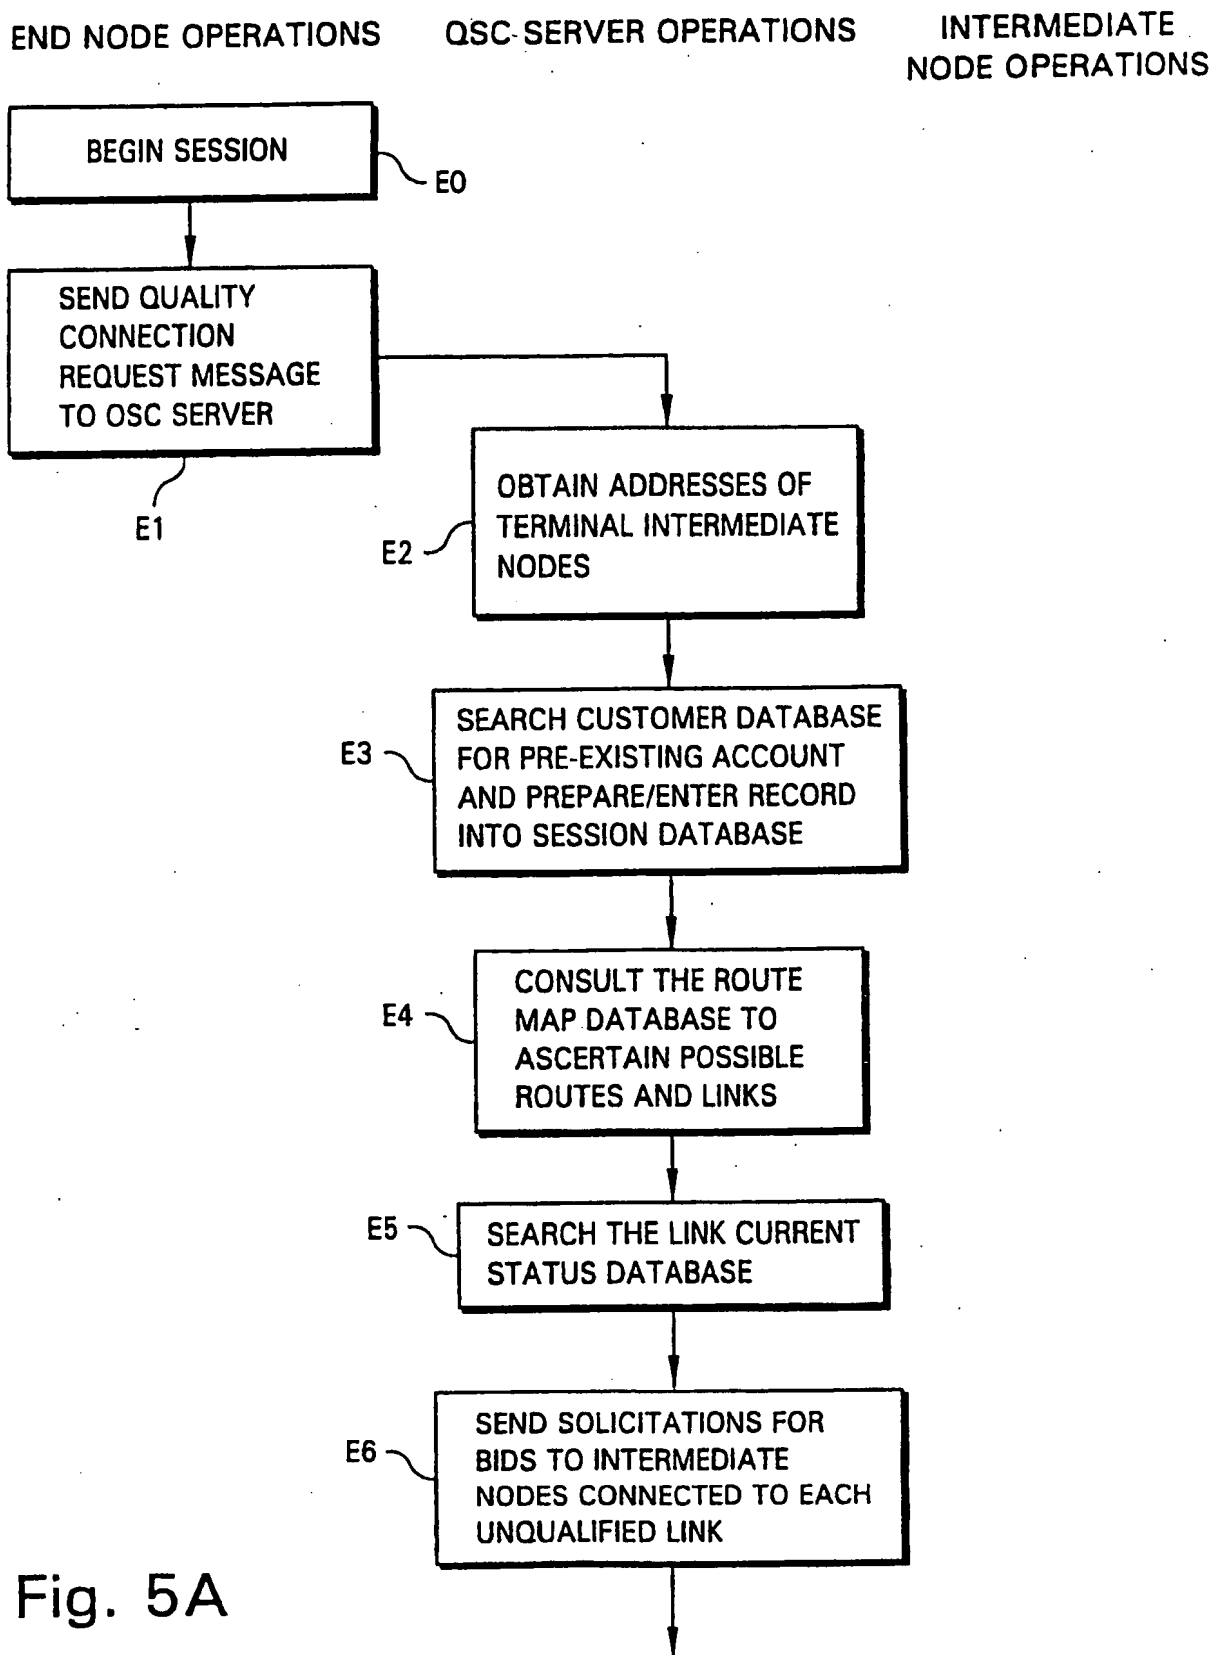 END NODE OPERATIONS
QSC-SERVER OPERATIONS
INTERMEDIATE
NODE OPERATIONS
BEGIN SESSION
E0
SEND QUALITY
CONNECTION
REQUEST MESSAGE
TO OSC SERVER
E1
OBTAIN ADDRESSES OF
TERMINAL INTERMEDIATE
NODES
E2
SEARCH CUSTOMER DATABASE
FOR PRE-EXISTING ACCOUNT
AND PREPARE/ENTER RECORD
INTO SESSION DATABASE
E3
CONSULT THE ROUTE
MAP DATABASE TO
ASCERTAIN POSSIBLE
ROUTES AND LINKS
E4
SEARCH THE LINK CURRENT
STATUS DATABASE
E5
SEND SOLICITATIONS FOR
BIDS TO INTERMEDIATE
NODES CONNECTED TO EACH
UNQUALIFIED LINK
E6
Fig. 5A